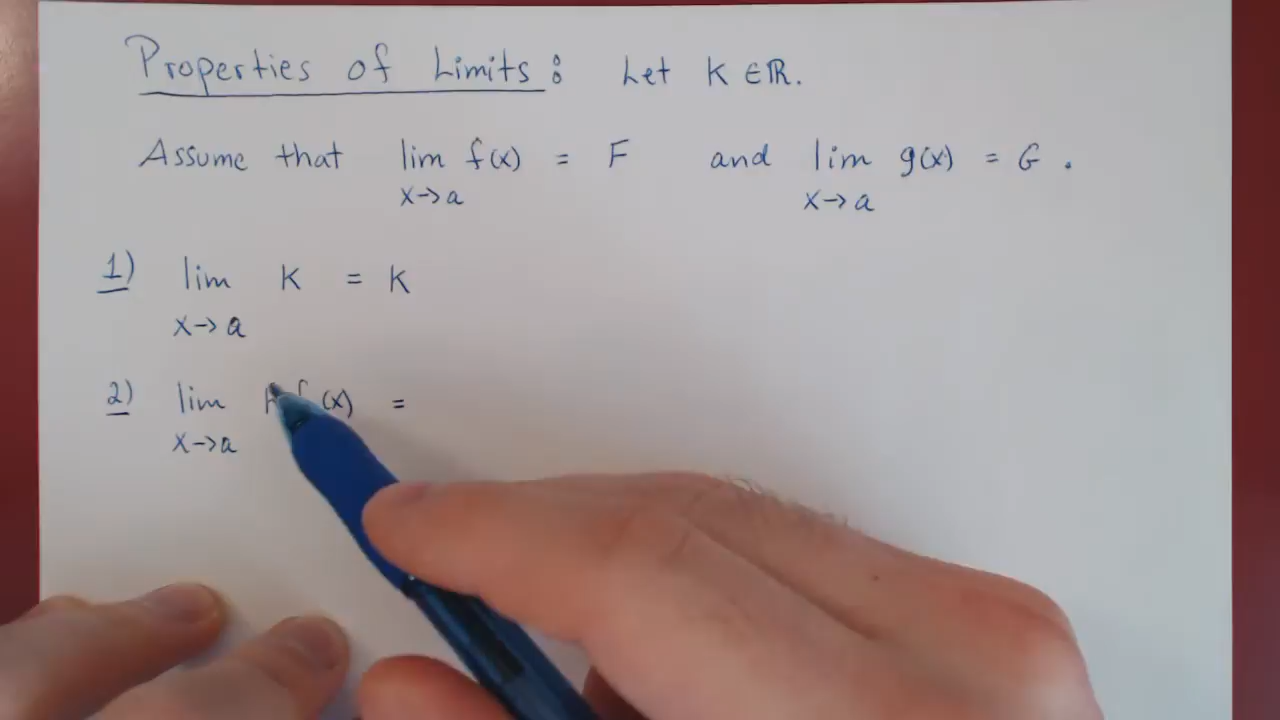 Properties of Limits: Let K ∈ ℝ.
Assume that lim f(x) = F and lim g(x) = G.
x→a x→a
1) lim K = K
x→a
2) lim f(x) =
x→a